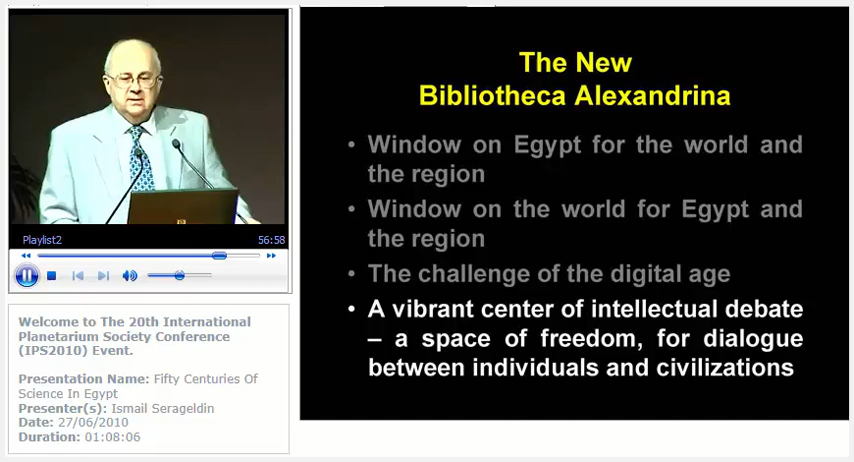 Playlist2
56:58
Welcome to The 20th International
Planetarium Society Conference
(IPS2010) Event.
Presentation Name: Fifty Centuries Of
Science In Egypt
Presenter(s): Ismail Serageldin
Date: 27/06/2010
Duration: 01:08:06
The New
Bibliotheca Alexandrina
• Window on Egypt for the world and
the region
• Window on the world for Egypt and
the region
• The challenge of the digital age
• A vibrant center of intellectual debate
– a space of freedom, for dialogue
between individuals and civilizations